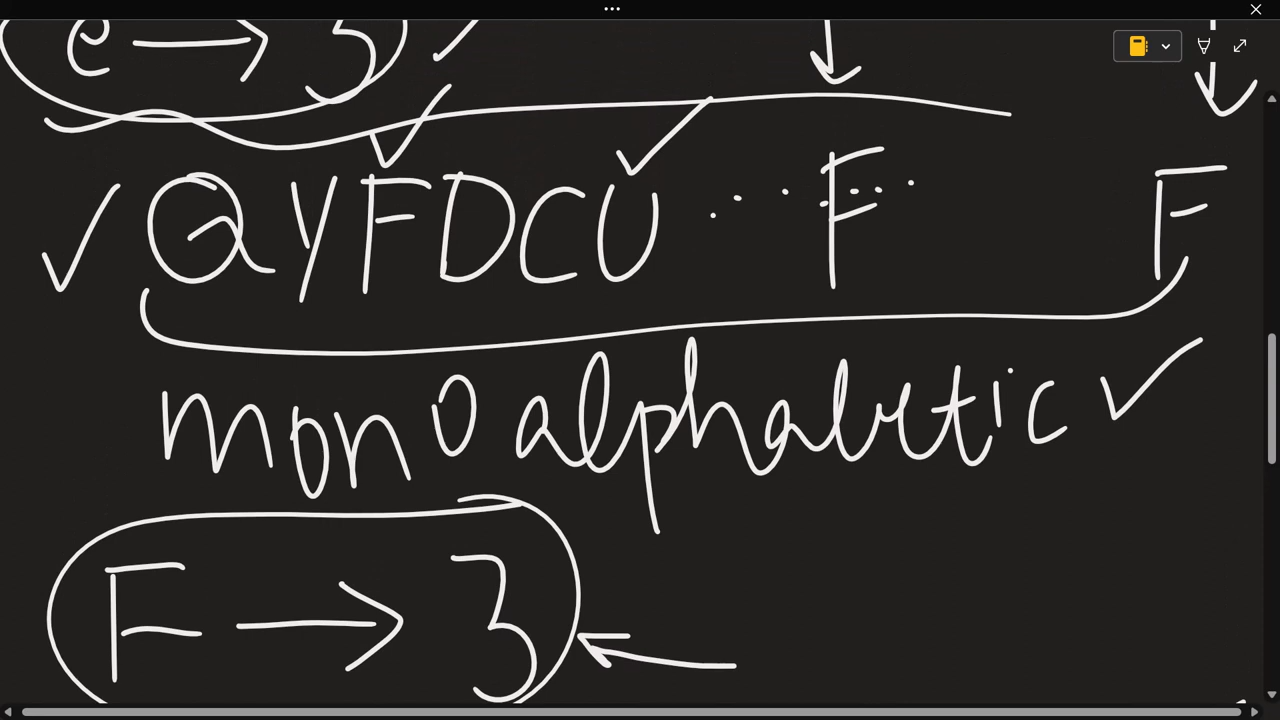 e → 3
QYFDCU ... F ... F
monoalphabetic
F → 3